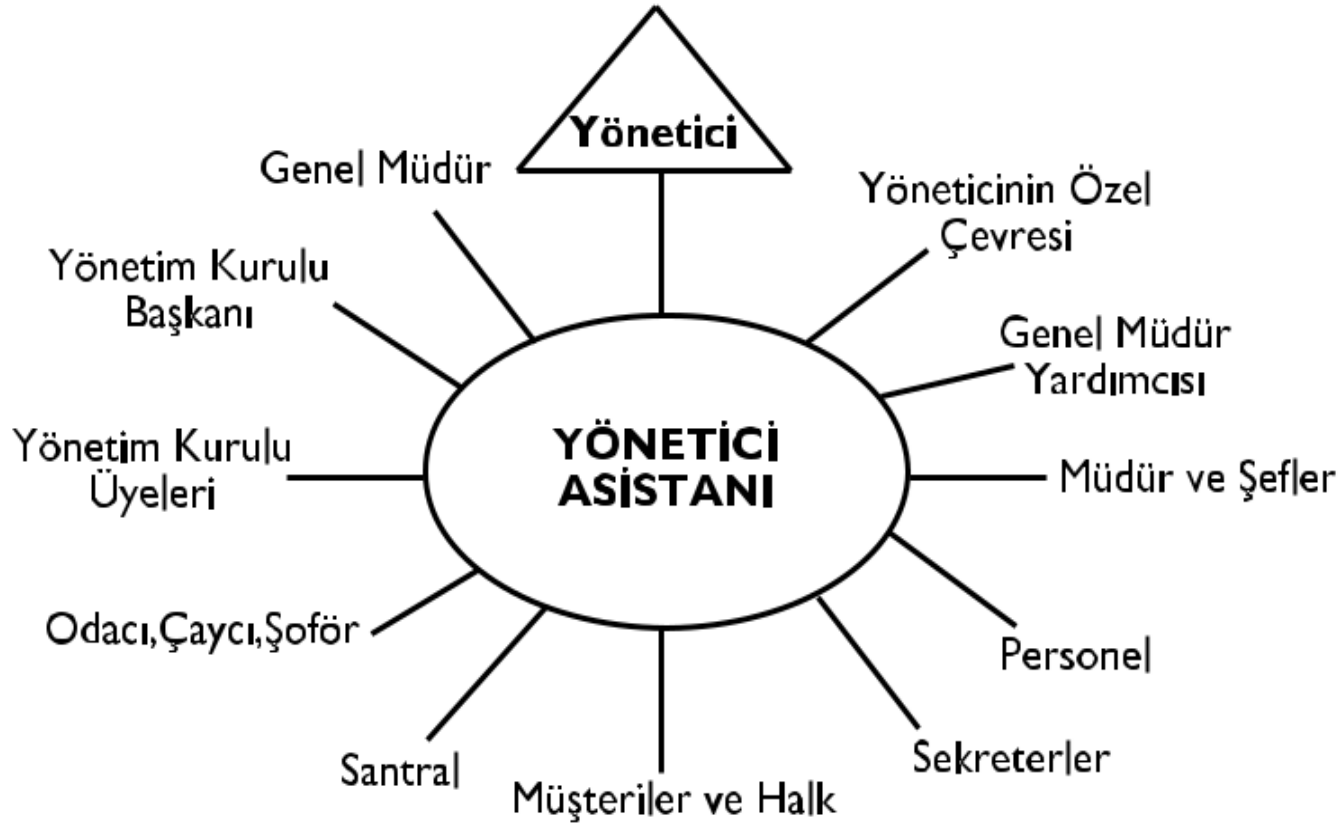 Yönetici
Genel Müdür
Yöneticinin Özel
Çevresi
Yönetim Kurulu
Başkanı
Genel Müdür
Yardımcısı
YÖNETİCİ
ASİSTANI
Yönetim Kurulu
Üyeleri
Müdür ve Şefler
Odacı,Çaycı,Şoför
Personel
Santral
Sekreterler
Müşteriler ve Halk